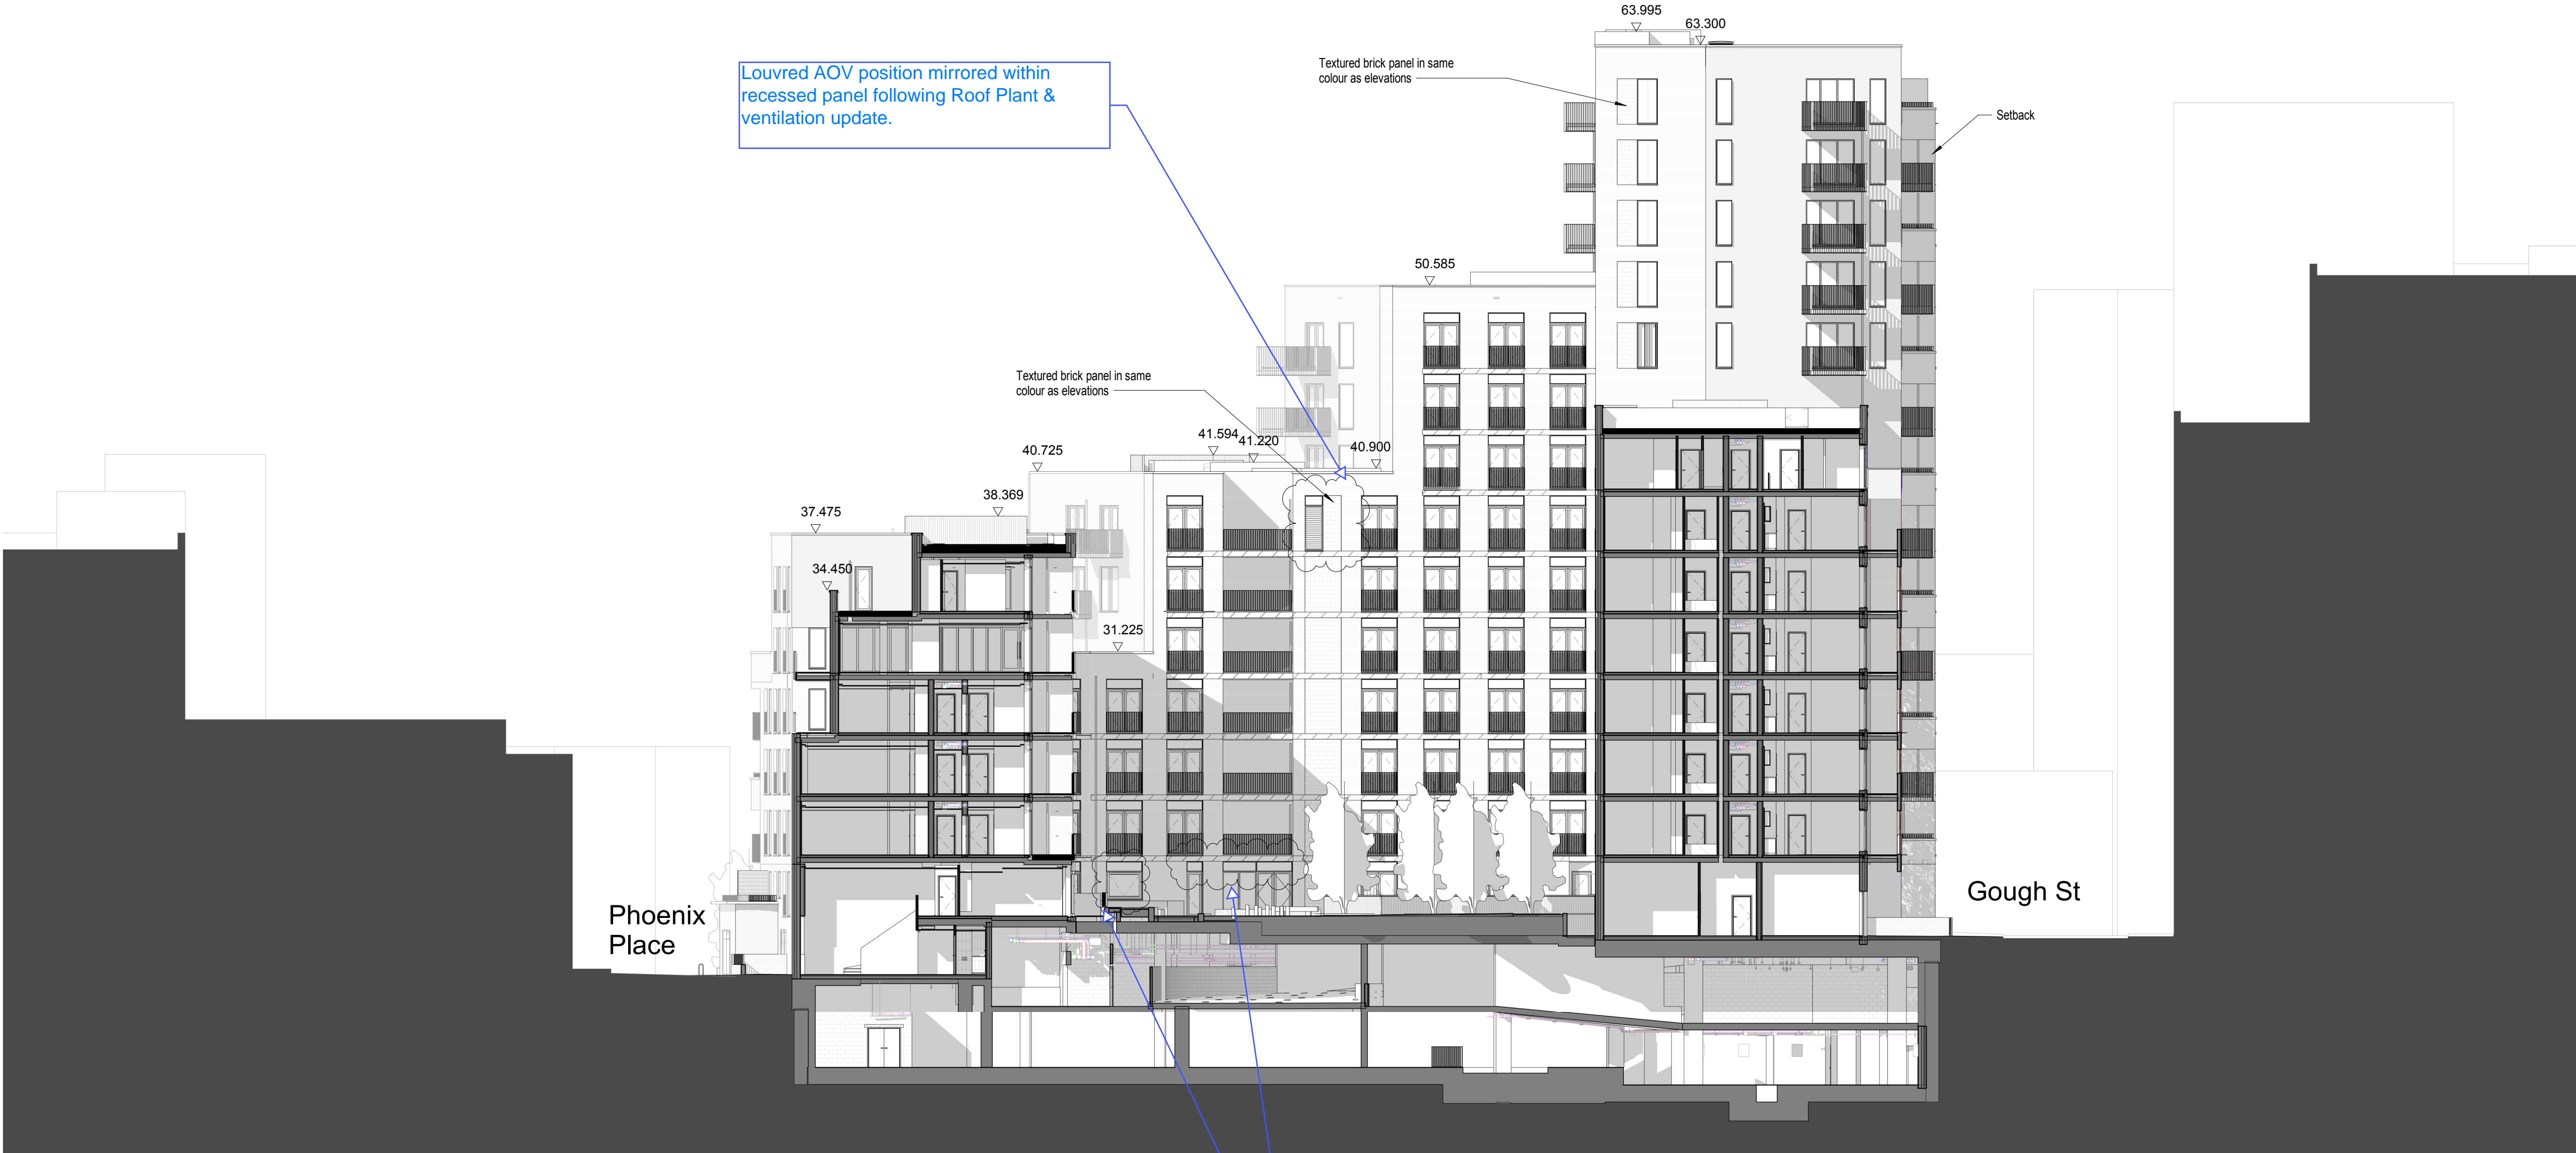 63.995
63.300
Louvred AOV position mirrored within
recessed panel following Roof Plant &
ventilation update.
Textured brick panel in same
colour as elevations
Setback
50.585
Textured brick panel in same
colour as elevations
41.594
41.220
40.900
40.725
38.369
37.475
34.450
31.225
Phoenix
Place
Gough St